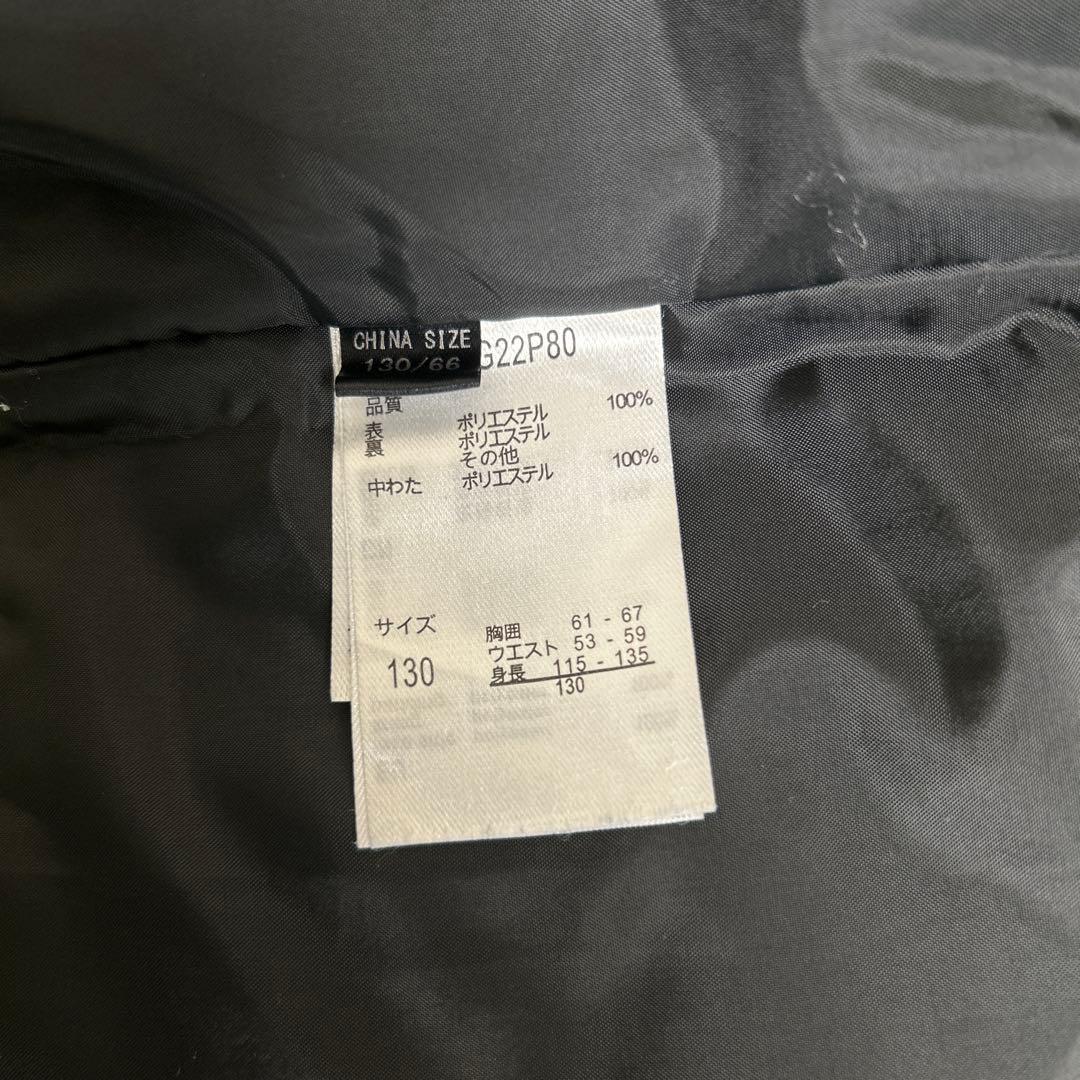 CHINA SIZE
130/66
G22P80
品質
表 ポリエステル 100%
裏 ポリエステル
その他
中わた ポリエステル 100%
サイズ
130
胸囲 61 - 67
ウエスト 53 - 59
身長 115 - 135
130